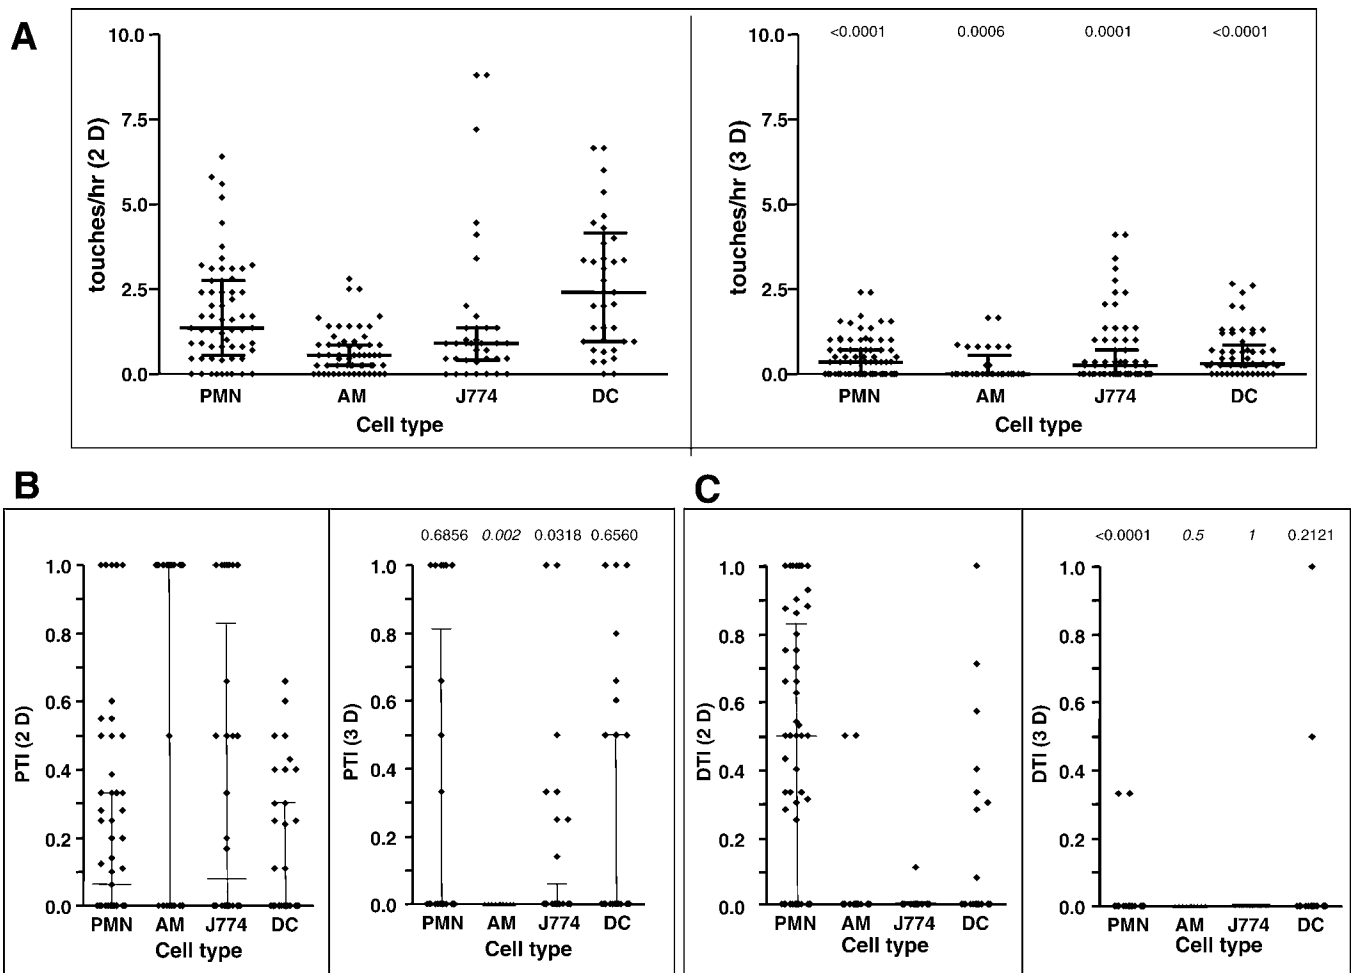 A
10.0
7.5
5.0
2.5
0.0
touches/hr (2 D)
PMN AM J774 DC
Cell type
<0.0001 0.0006 0.0001 <0.0001
10.0
7.5
5.0
2.5
0.0
touches/hr (3 D)
PMN AM J774 DC
Cell type
B
1.0
0.8
0.6
0.4
0.2
0.0
PTI (2 D)
PMN AM J774 DC
Cell type
0.6856 0.002 0.0318 0.6560
1.0
0.8
0.6
0.4
0.2
0.0
PTI (3 D)
PMN AM J774 DC
Cell type
C
1.0
0.8
0.6
0.4
0.2
0.0
DTI (2 D)
PMN AM J774 DC
Cell type
<0.0001 0.5 1 0.2121
1.0
0.8
0.6
0.4
0.2
0.0
DTI (3 D)
PMN AM J774 DC
Cell type